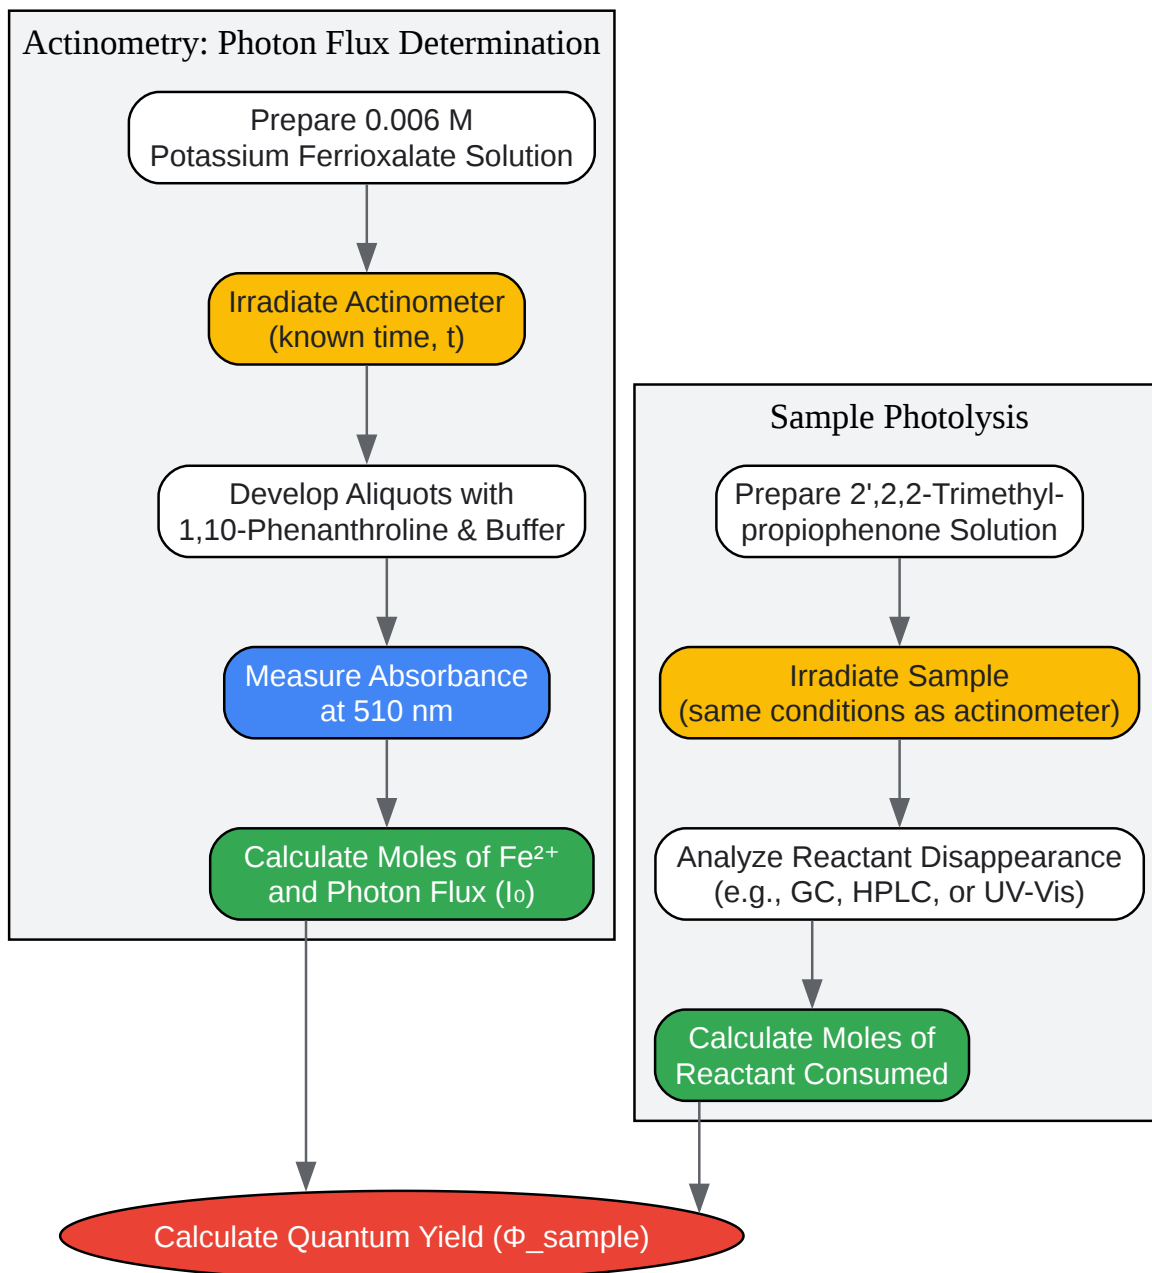 Actinometry: Photon Flux Determination
Prepare 0.006 M
Potassium Ferrioxalate Solution
Irradiate Actinometer
(known time, t)
Develop Aliquots with
1,10-Phenanthroline & Buffer
Measure Absorbance
at 510 nm
Calculate Moles of Fe²⁺
and Photon Flux (I₀)
Sample Photolysis
Prepare 2',2,2-Trimethyl-
propiophenone Solution
Irradiate Sample
(same conditions as actinometer)
Analyze Reactant Disappearance
(e.g., GC, HPLC, or UV-Vis)
Calculate Moles of
Reactant Consumed
Calculate Quantum Yield (Φ_sample)